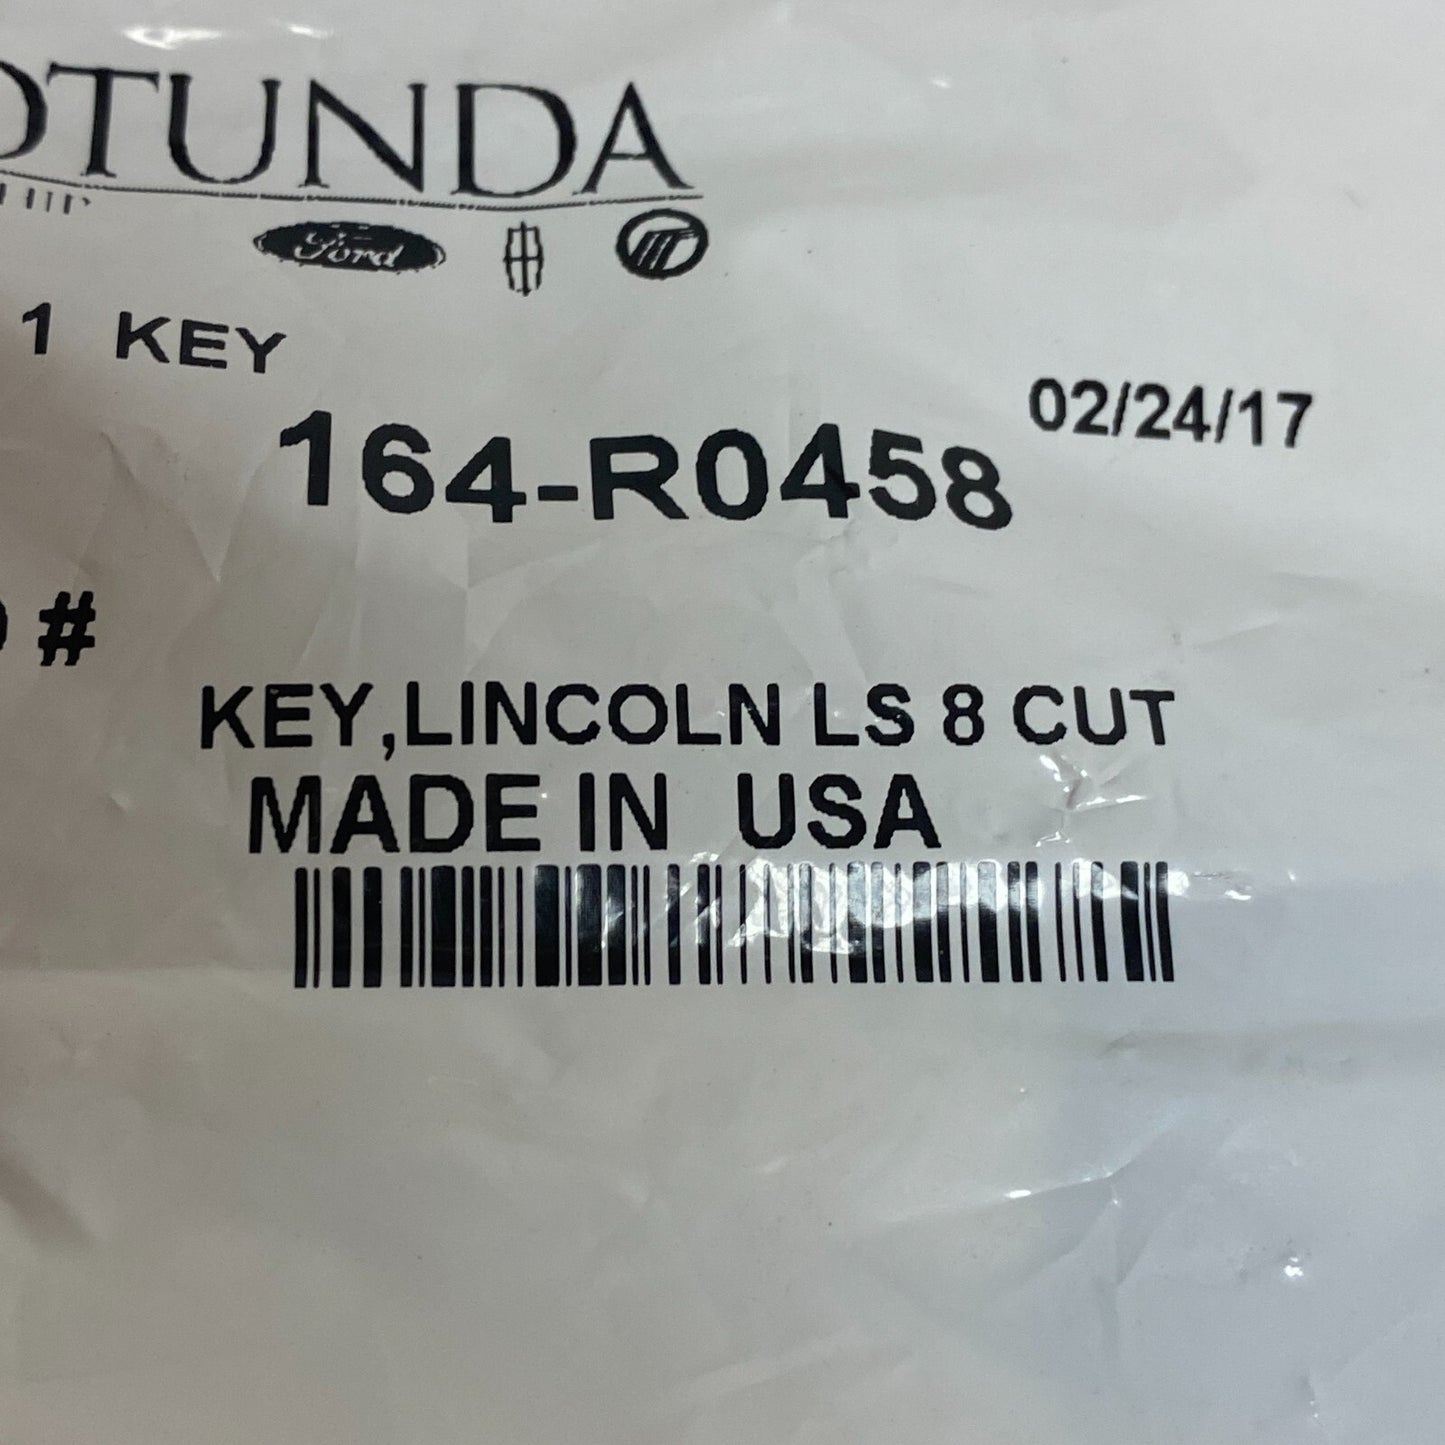 OTUNDA
Ford
1 KEY
02/24/17
164-R0458
#
KEY,LINCOLN LS 8 CUT
MADE IN USA